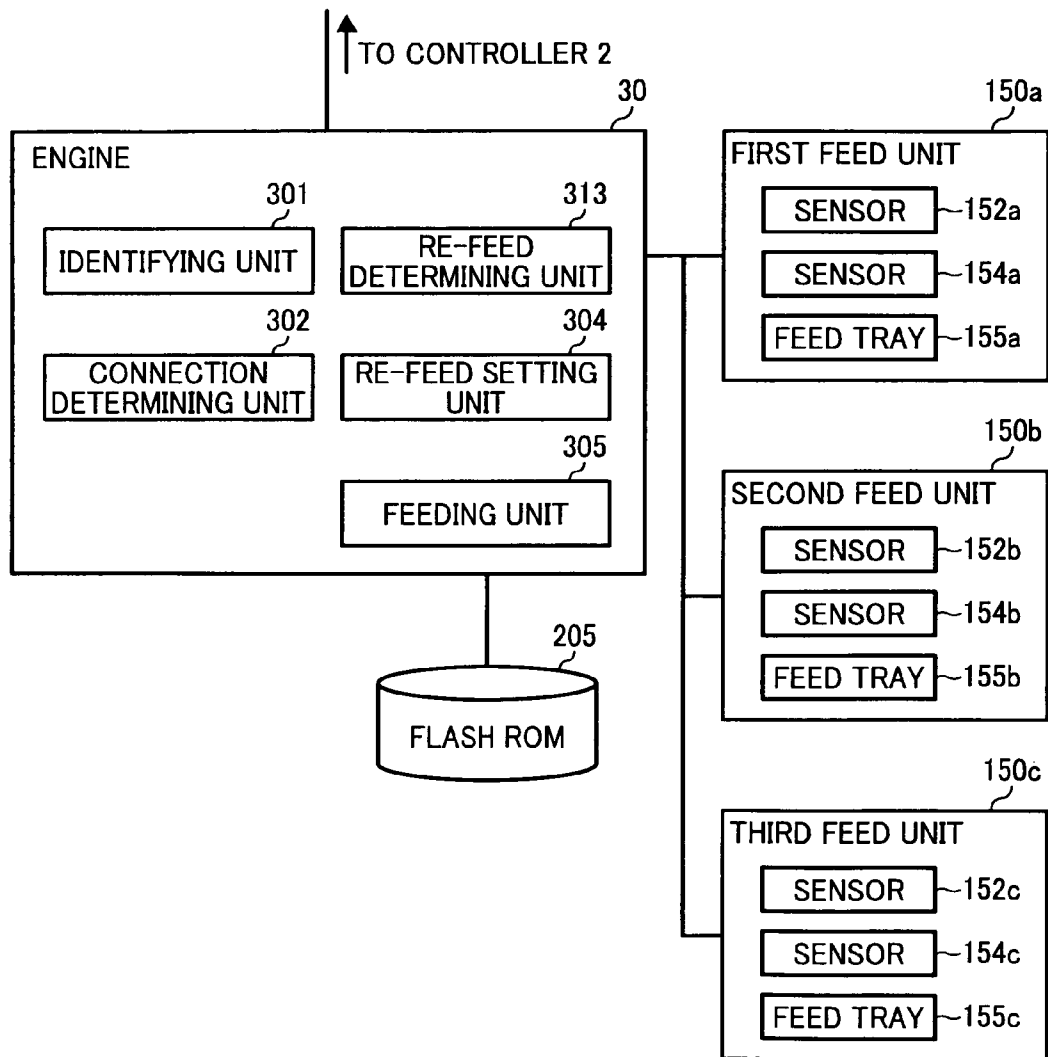 TO CONTROLLER 2
30
ENGINE
301
IDENTIFYING UNIT
313
RE-FEED
DETERMINING UNIT
302
CONNECTION
DETERMINING UNIT
304
RE-FEED SETTING
UNIT
305
FEEDING UNIT
205
FLASH ROM
150a
FIRST FEED UNIT
SENSOR 152a
SENSOR 154a
FEED TRAY 155a
150b
SECOND FEED UNIT
SENSOR 152b
SENSOR 154b
FEED TRAY 155b
150c
THIRD FEED UNIT
SENSOR 152c
SENSOR 154c
FEED TRAY 155c